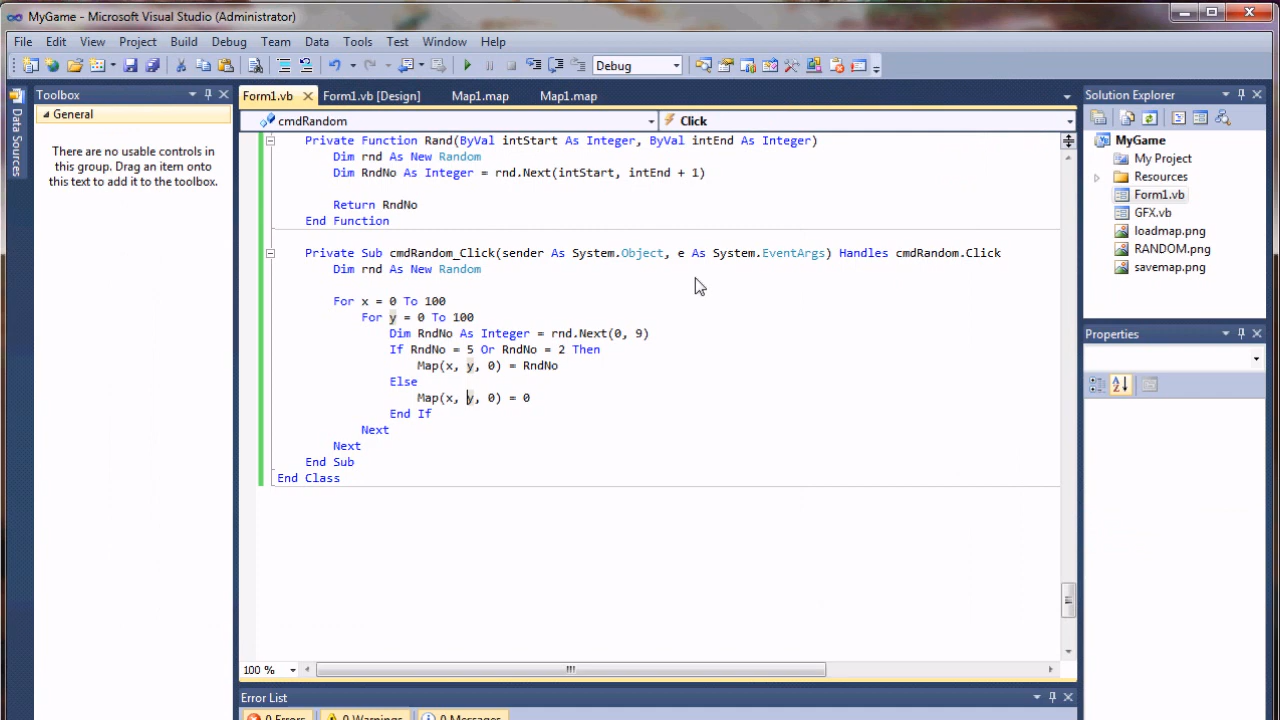 MyGame - Microsoft Visual Studio (Administrator)
File Edit View Project Build Debug Team Data Tools Test Window Help
Debug
Data Sources
Toolbox
General
There are no usable controls in
this group. Drag an item onto
this text to add it to the toolbox.
Form1.vb Form1.vb [Design] Map1.map Map1.map
cmdRandom Click
Private Function Rand(ByVal intStart As Integer, ByVal intEnd As Integer)
Dim rnd As New Random
Dim RndNo As Integer = rnd.Next(intStart, intEnd + 1)
Return RndNo
End Function
Private Sub cmdRandom_Click(sender As System.Object, e As System.EventArgs) Handles cmdRandom.Click
Dim rnd As New Random
For x = 0 To 100
For y = 0 To 100
Dim RndNo As Integer = rnd.Next(0, 9)
If RndNo = 5 Or RndNo = 2 Then
Map(x, y, 0) = RndNo
Else
Map(x, y, 0) = 0
End If
Next
Next
End Sub
End Class
100 %
Error List
0 Errors 0 Warnings 0 Messages
Solution Explorer
MyGame
My Project
Resources
Form1.vb
GFX.vb
loadmap.png
RANDOM.png
savemap.png
Properties